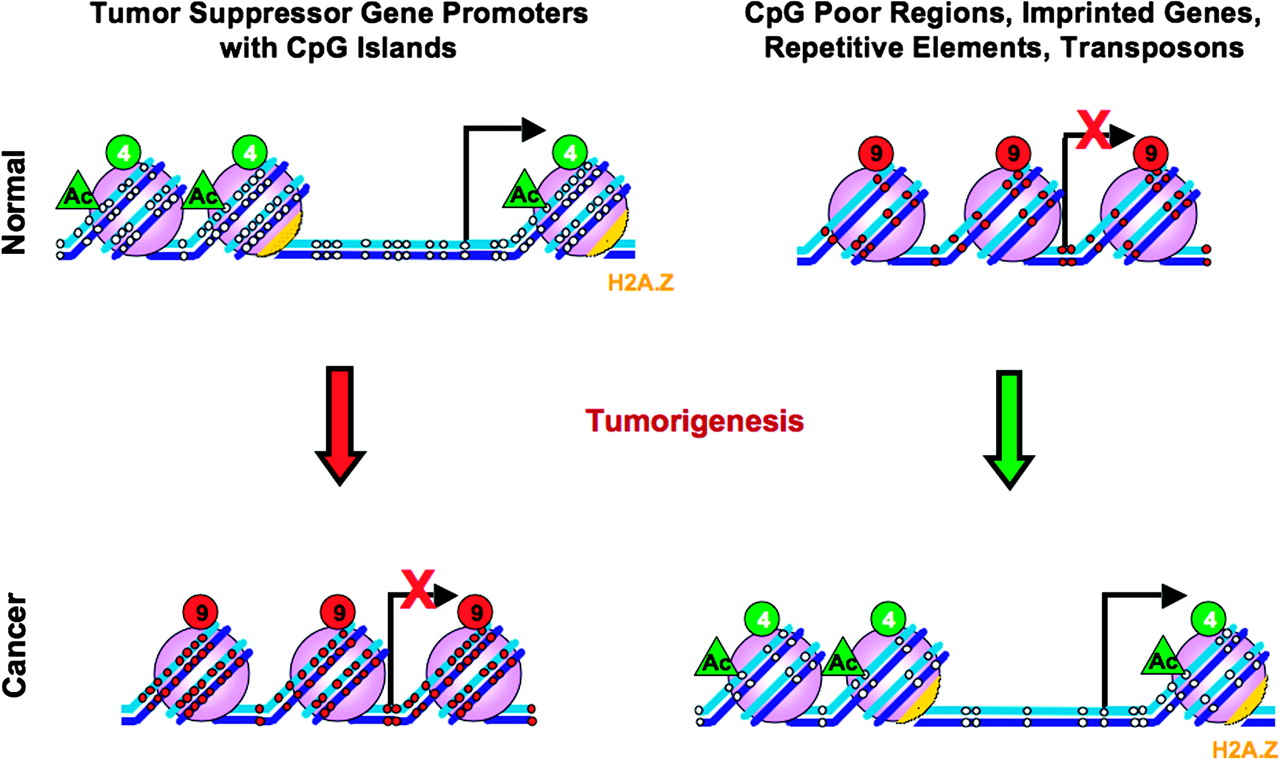 Tumor Suppressor Gene Promoters
with CpG Islands
CpG Poor Regions, Imprinted Genes,
Repetitive Elements, Transposons
Normal
4
4
4
Ac
Ac
Ac
H2A.Z
X
9
9
9
Tumorigenesis
Cancer
X
9
9
9
4
4
4
Ac
Ac
Ac
H2A.Z